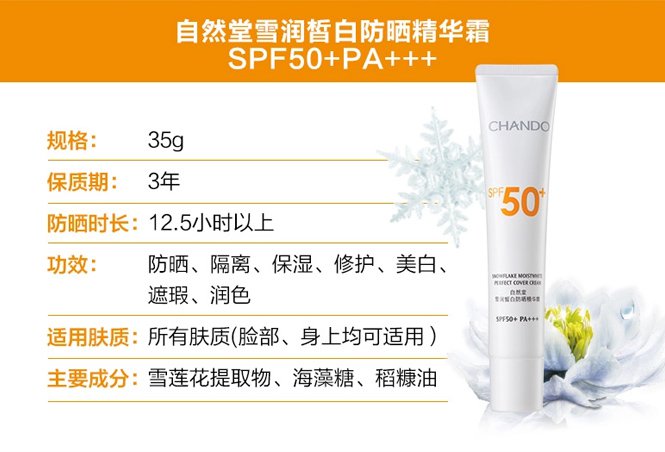 自然堂雪润皙白防晒精华霜
SPF50+PA+++
规格： 35g
保质期： 3年
防晒时长： 12.5小时以上
功效： 防晒、隔离、保湿、修护、美白、
遮瑕、润色
适用肤质： 所有肤质(脸部、身上均可适用 )
主要成分： 雪莲花提取物、海藻糖、稻糠油
CHANDO
SPF 50+
SNOWFLAKE MOISTWHITE
PERFECT COVER CREAM
自然堂
雪润皙白防晒精华霜
SPF50+ PA+++